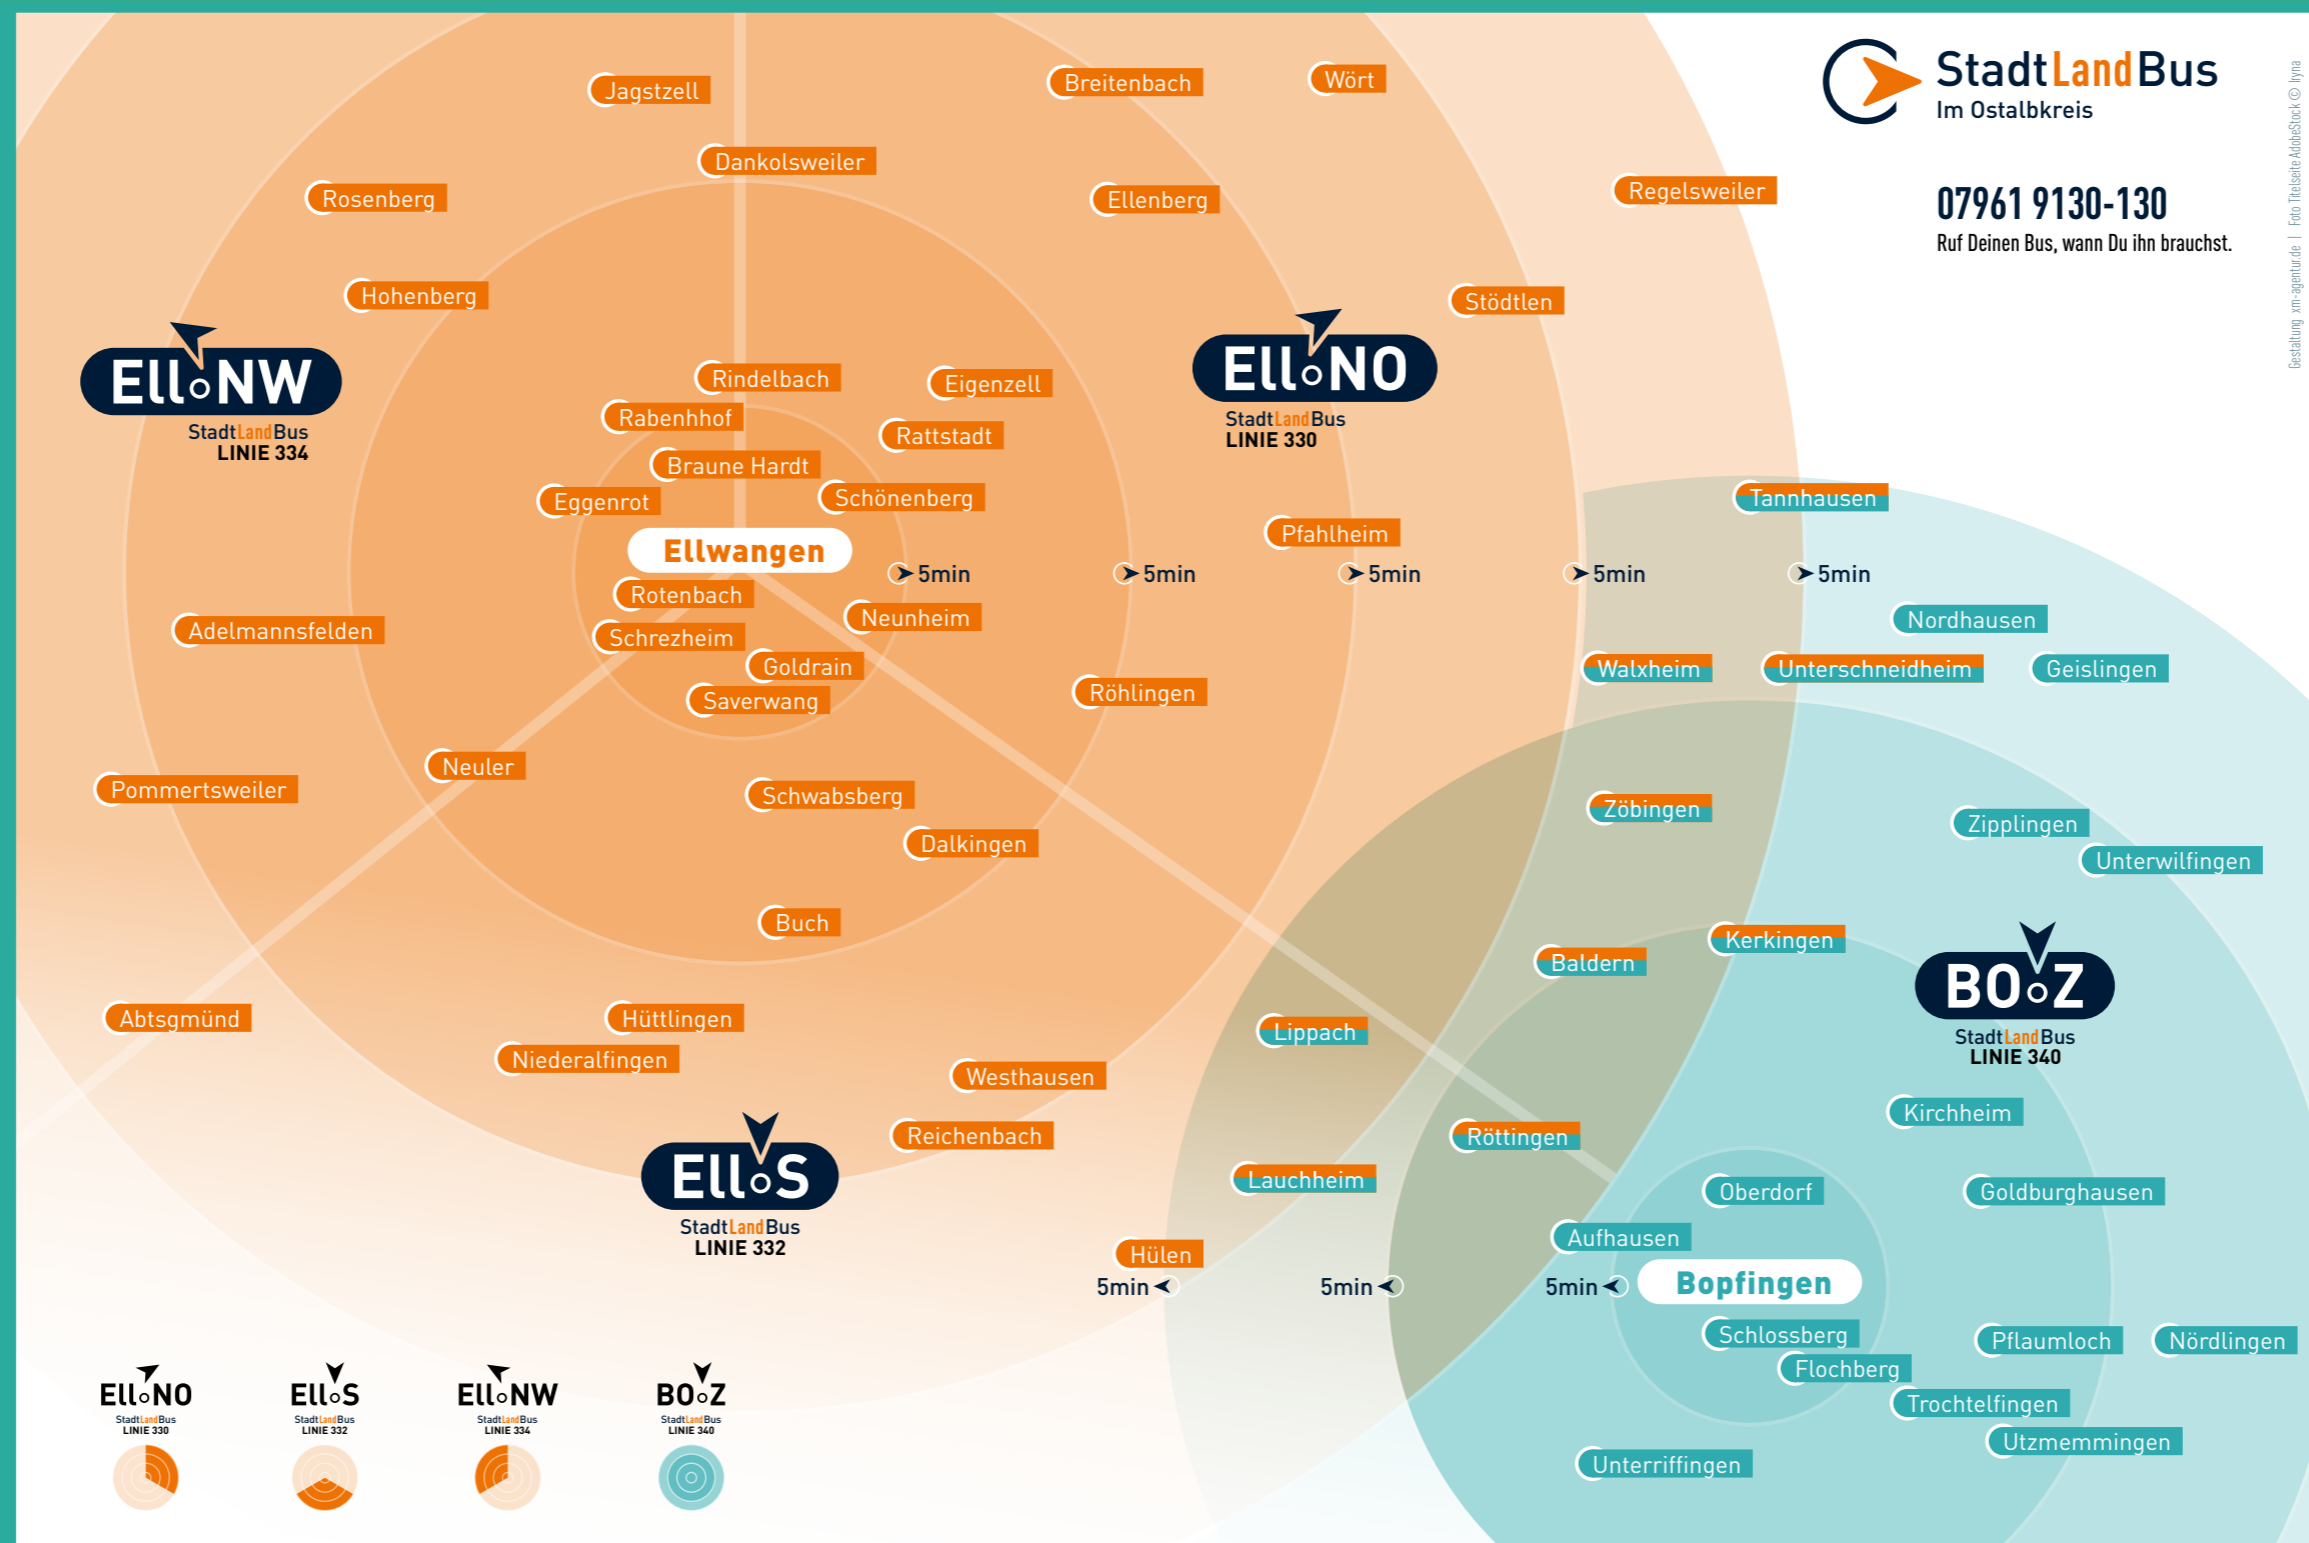 StadtLandBus
Im Ostalbkreis
07961 9130-130
Ruf Deinen Bus, wann Du ihn brauchst.
Gestaltung xm-agentur.de | Foto Titelseite AdobeStock © Iryna
Jagstzell
Breitenbach
Wört
Dankolsweiler
Rosenberg
Ellenberg
Regelsweiler
Hohenberg
Stödtlen
Ell NW
StadtLandBus
LINIE 334
Ell NO
StadtLandBus
LINIE 330
Rindelbach
Eigenzell
Rabenhhof
Rattstadt
Braune Hardt
Eggenrot
Schönenberg
Tannhausen
Pfahlheim
Ellwangen
5min
5min
5min
5min
5min
Rotenbach
Neunheim
Nordhausen
Adelmannsfelden
Schrezheim
Goldrain
Walxheim
Unterschneidheim
Geislingen
Saverwang
Röhlingen
Neuler
Pommertsweiler
Schwabsberg
Zöbingen
Zipplingen
Dalkingen
Unterwilfingen
Buch
Kerkingen
Baldern
BO Z
StadtLandBus
LINIE 340
Abtsgmünd
Hüttlingen
Lippach
Niederalfingen
Westhausen
Kirchheim
Reichenbach
Röttingen
Ell S
StadtLandBus
LINIE 332
Lauchheim
Oberdorf
Goldburghausen
Aufhausen
Hülen
5min
5min
5min
Bopfingen
Schlossberg
Pflaumloch
Nördlingen
Flochberg
Trochtelfingen
Utzmemmingen
Unterriffingen
Ell NO
StadtLandBus
LINIE 330
Ell S
StadtLandBus
LINIE 332
Ell NW
StadtLandBus
LINIE 334
BO Z
StadtLandBus
LINIE 340